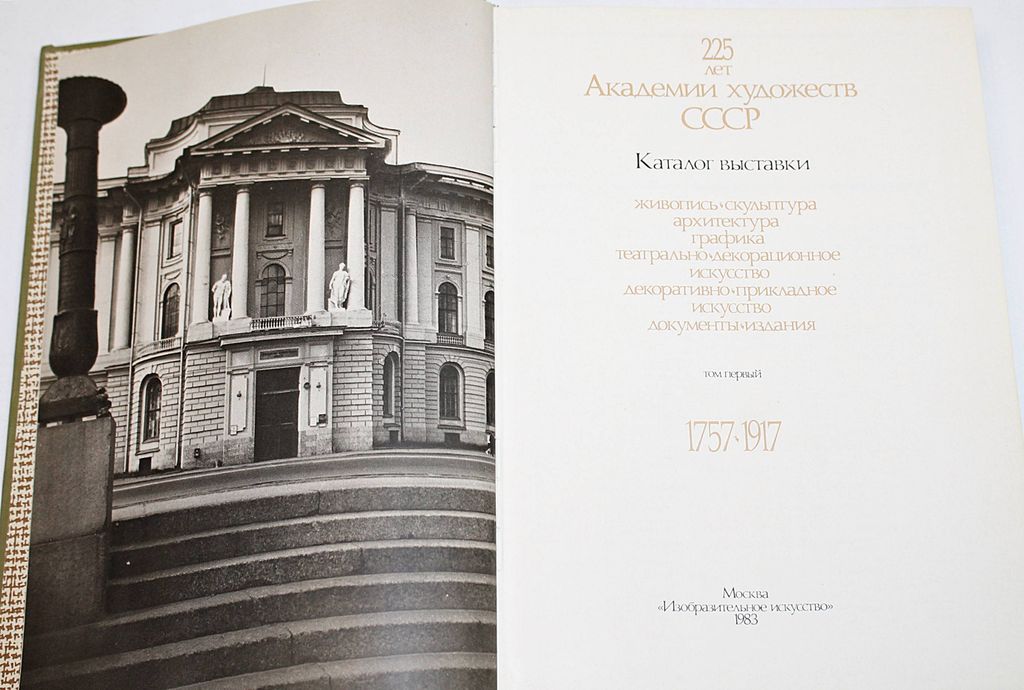 225
лет
Академии художеств
СССР
Каталог выставки
живопись·скульптура
архитектура
графика
театрально-декорационное
искусство
декоративно-прикладное
искусство
документы·издания
том первый
1757·1917
Москва
«Изобразительное искусство»
1983